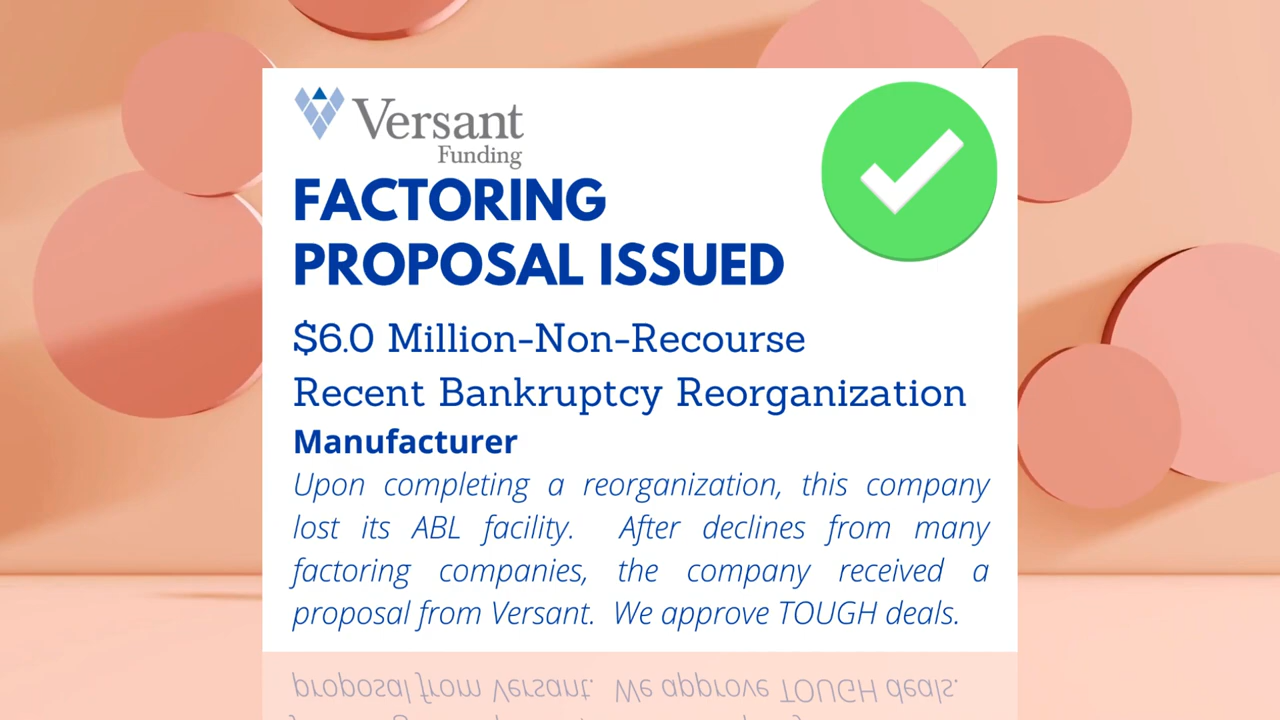 Versant
Funding
FACTORING
PROPOSAL ISSUED
$6.0 Million-Non-Recourse
Recent Bankruptcy Reorganization
Manufacturer
Upon completing a reorganization, this company
lost its ABL facility. After declines from many
factoring companies, the company received a
proposal from Versant. We approve TOUGH deals.